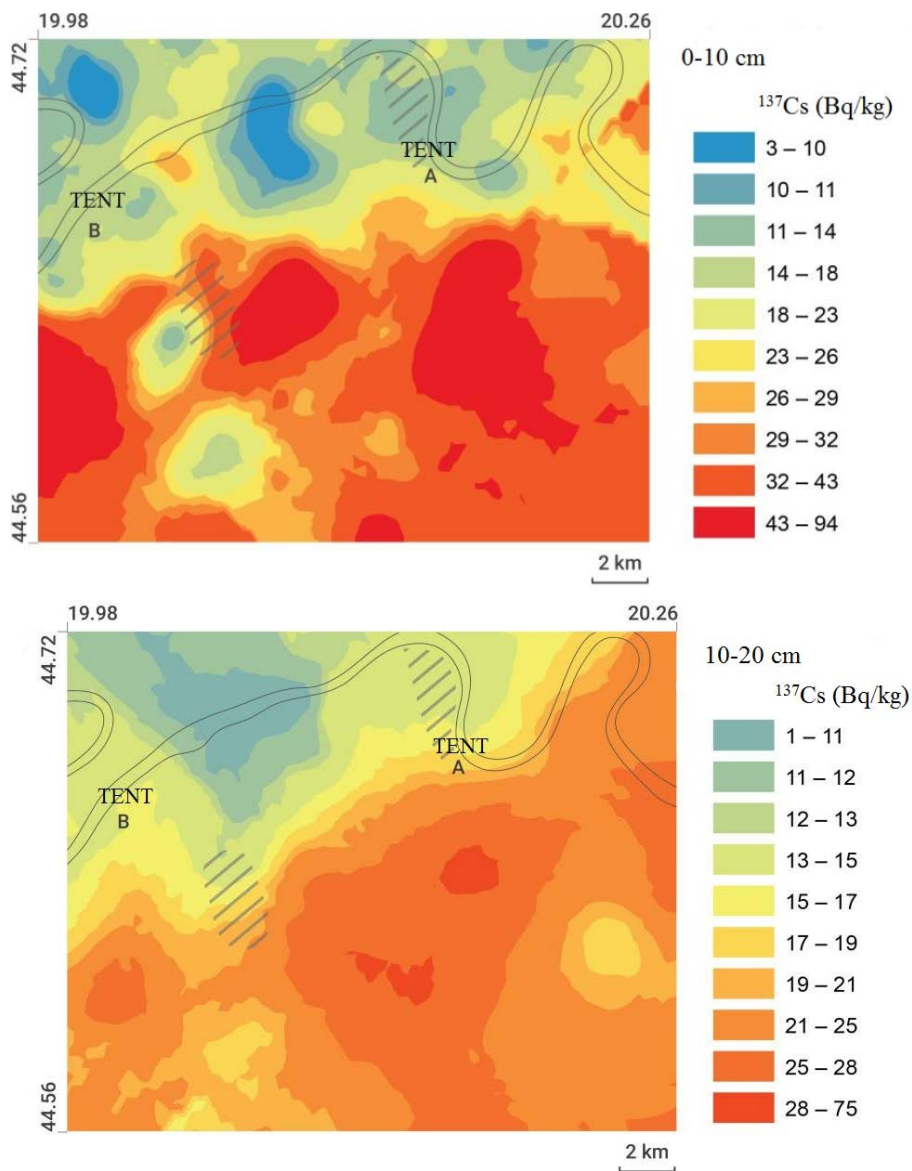 19.98
20.26
44.72
44.56
TENT
A
TENT
B
2 km
0-10 cm
¹³⁷Cs (Bq/kg)
3 – 10
10 – 11
11 – 14
14 – 18
18 – 23
23 – 26
26 – 29
29 – 32
32 – 43
43 – 94
19.98
20.26
44.72
44.56
TENT
A
TENT
B
2 km
10-20 cm
¹³⁷Cs (Bq/kg)
1 – 11
11 – 12
12 – 13
13 – 15
15 – 17
17 – 19
19 – 21
21 – 25
25 – 28
28 – 75